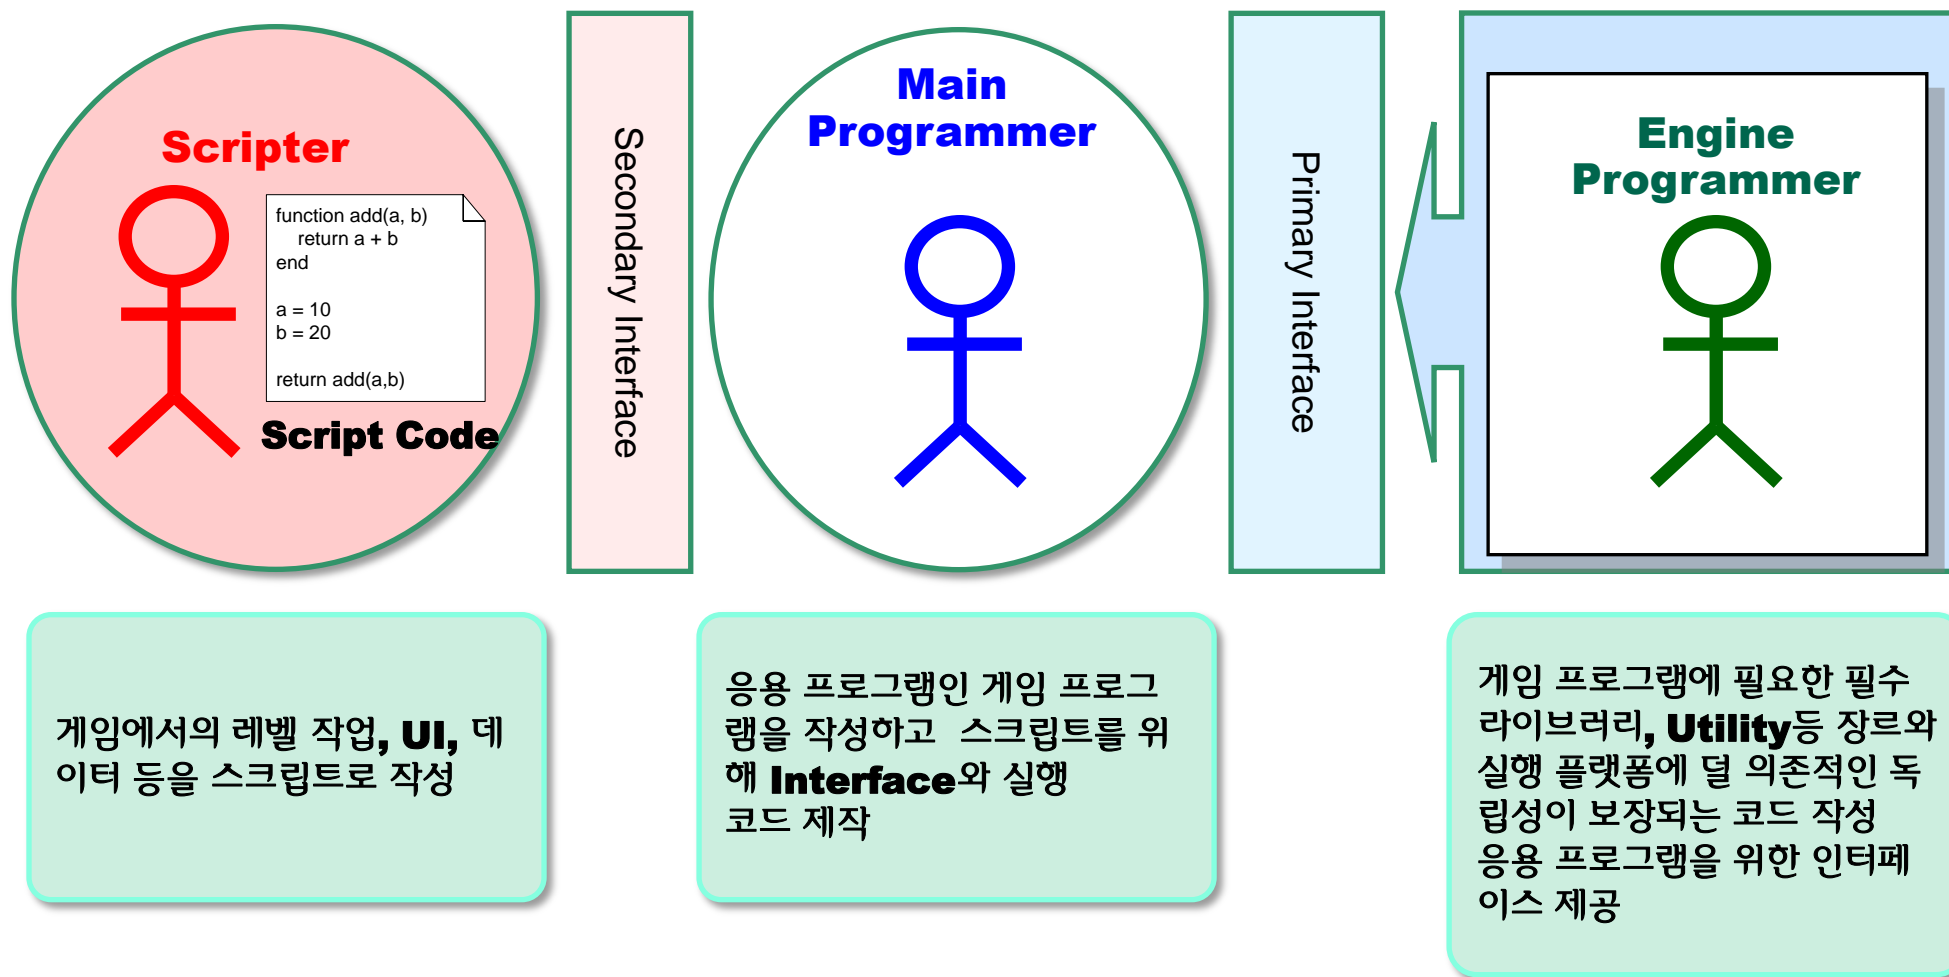 Scripter
function add(a, b)
return a + b
end
a = 10
b = 20
return add(a,b)
Script Code
Secondary Interface
Main
Programmer
Primary Interface
Engine
Programmer
게임에서의 레벨 작업, UI, 데
이터 등을 스크립트로 작성
응용 프로그램인 게임 프로그
램을 작성하고 스크립트를 위
해 Interface와 실행
코드 제작
게임 프로그램에 필요한 필수
라이브러리, Utility등 장르와
실행 플랫폼에 덜 의존적인 독
립성이 보장되는 코드 작성
응용 프로그램을 위한 인터페
이스 제공